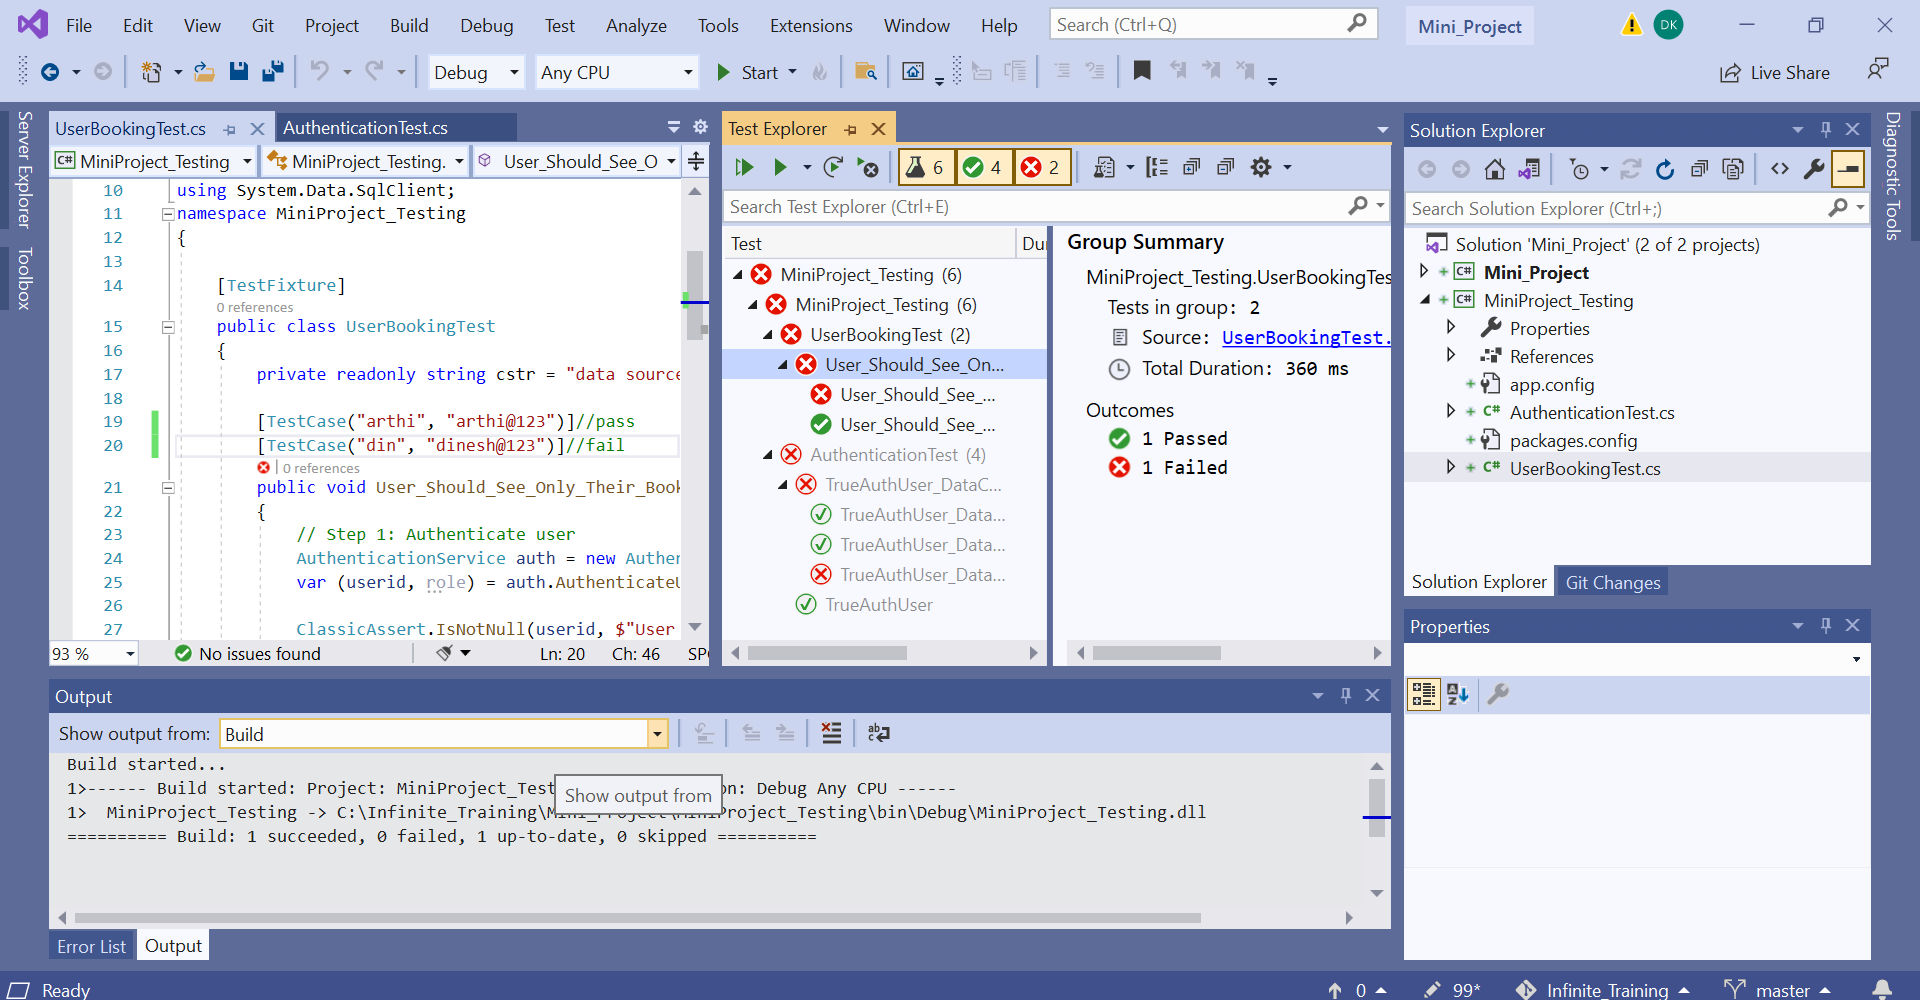 File Edit View Git Project Build Debug Test Analyze Tools Extensions Window Help Search (Ctrl+Q) Mini_Project DK
Debug Any CPU Start Live Share
Server Explorer
Toolbox
UserBookingTest.cs AuthenticationTest.cs
C# MiniProject_Testing MiniProject_Testing. User_Should_See_O
10 using System.Data.SqlClient;
11 namespace MiniProject_Testing
12 {
13
14 [TestFixture]
0 references
15 public class UserBookingTest
16 {
17 private readonly string cstr = "data source
18
19 [TestCase("arthi", "arthi@123")]//pass
20 [TestCase("din", "dinesh@123")]//fail
0 references
21 public void User_Should_See_Only_Their_Book
22 {
23 // Step 1: Authenticate user
24 AuthenticationService auth = new Auther
25 var (userid, role) = auth.AuthenticateU
26
27 ClassicAssert.IsNotNull(userid, $"User
93 % No issues found Ln: 20 Ch: 46 SPC
Test Explorer
6 4 2
Search Test Explorer (Ctrl+E)
Test Dur
MiniProject_Testing (6)
MiniProject_Testing (6)
UserBookingTest (2)
User_Should_See_On...
User_Should_See_...
User_Should_See_...
AuthenticationTest (4)
TrueAuthUser_DataC...
TrueAuthUser_Data...
TrueAuthUser_Data...
TrueAuthUser_Data...
TrueAuthUser
Group Summary
MiniProject_Testing.UserBookingTes
Tests in group: 2
Source: UserBookingTest.
Total Duration: 360 ms
Outcomes
1 Passed
1 Failed
Solution Explorer
Search Solution Explorer (Ctrl+;)
Solution 'Mini_Project' (2 of 2 projects)
C# Mini_Project
C# MiniProject_Testing
Properties
References
app.config
C# AuthenticationTest.cs
packages.config
C# UserBookingTest.cs
Solution Explorer Git Changes
Properties
Diagnostic Tools
Output
Show output from: Build
Build started...
1>------ Build started: Project: MiniProject_Test on: Debug Any CPU ------
Show output from
1> MiniProject_Testing -> C:\Infinite_Training\Mini_Project\MiniProject_Testing\bin\Debug\MiniProject_Testing.dll
========== Build: 1 succeeded, 0 failed, 1 up-to-date, 0 skipped ==========
Error List Output
Ready 0 99* Infinite_Training master